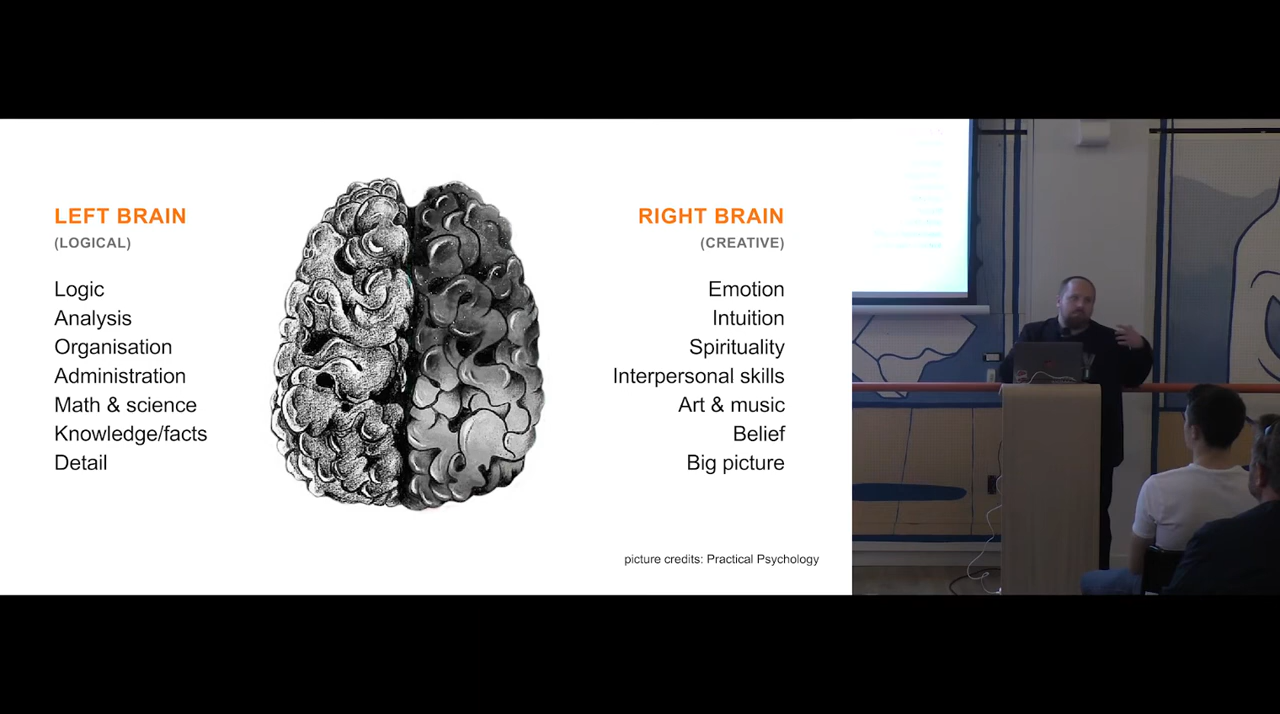 LEFT BRAIN
(LOGICAL)
Logic
Analysis
Organisation
Administration
Math & science
Knowledge/facts
Detail
RIGHT BRAIN
(CREATIVE)
Emotion
Intuition
Spirituality
Interpersonal skills
Art & music
Belief
Big picture
picture credits: Practical Psychology